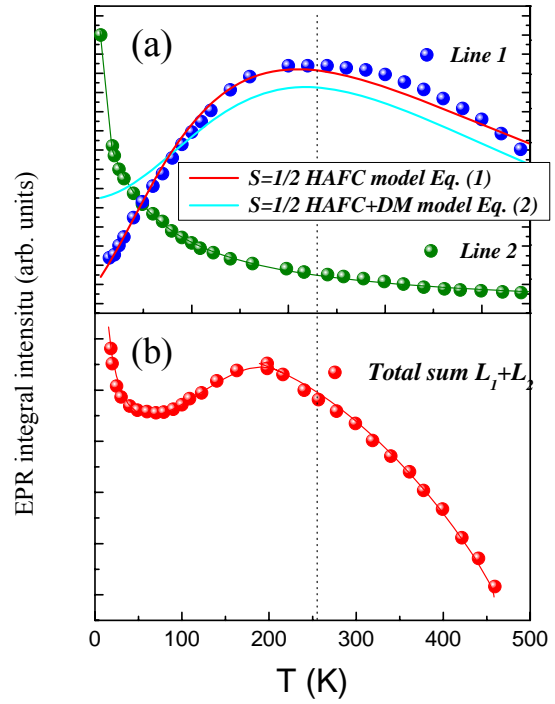 (a)
Line 1
S=1/2 HAFC model Eq. (1)
S=1/2 HAFC+DM model Eq. (2)
Line 2
EPR integral intensitu (arb. units)
(b)
Total sum L1+L2
0 100 200 300 400 500
T (K)